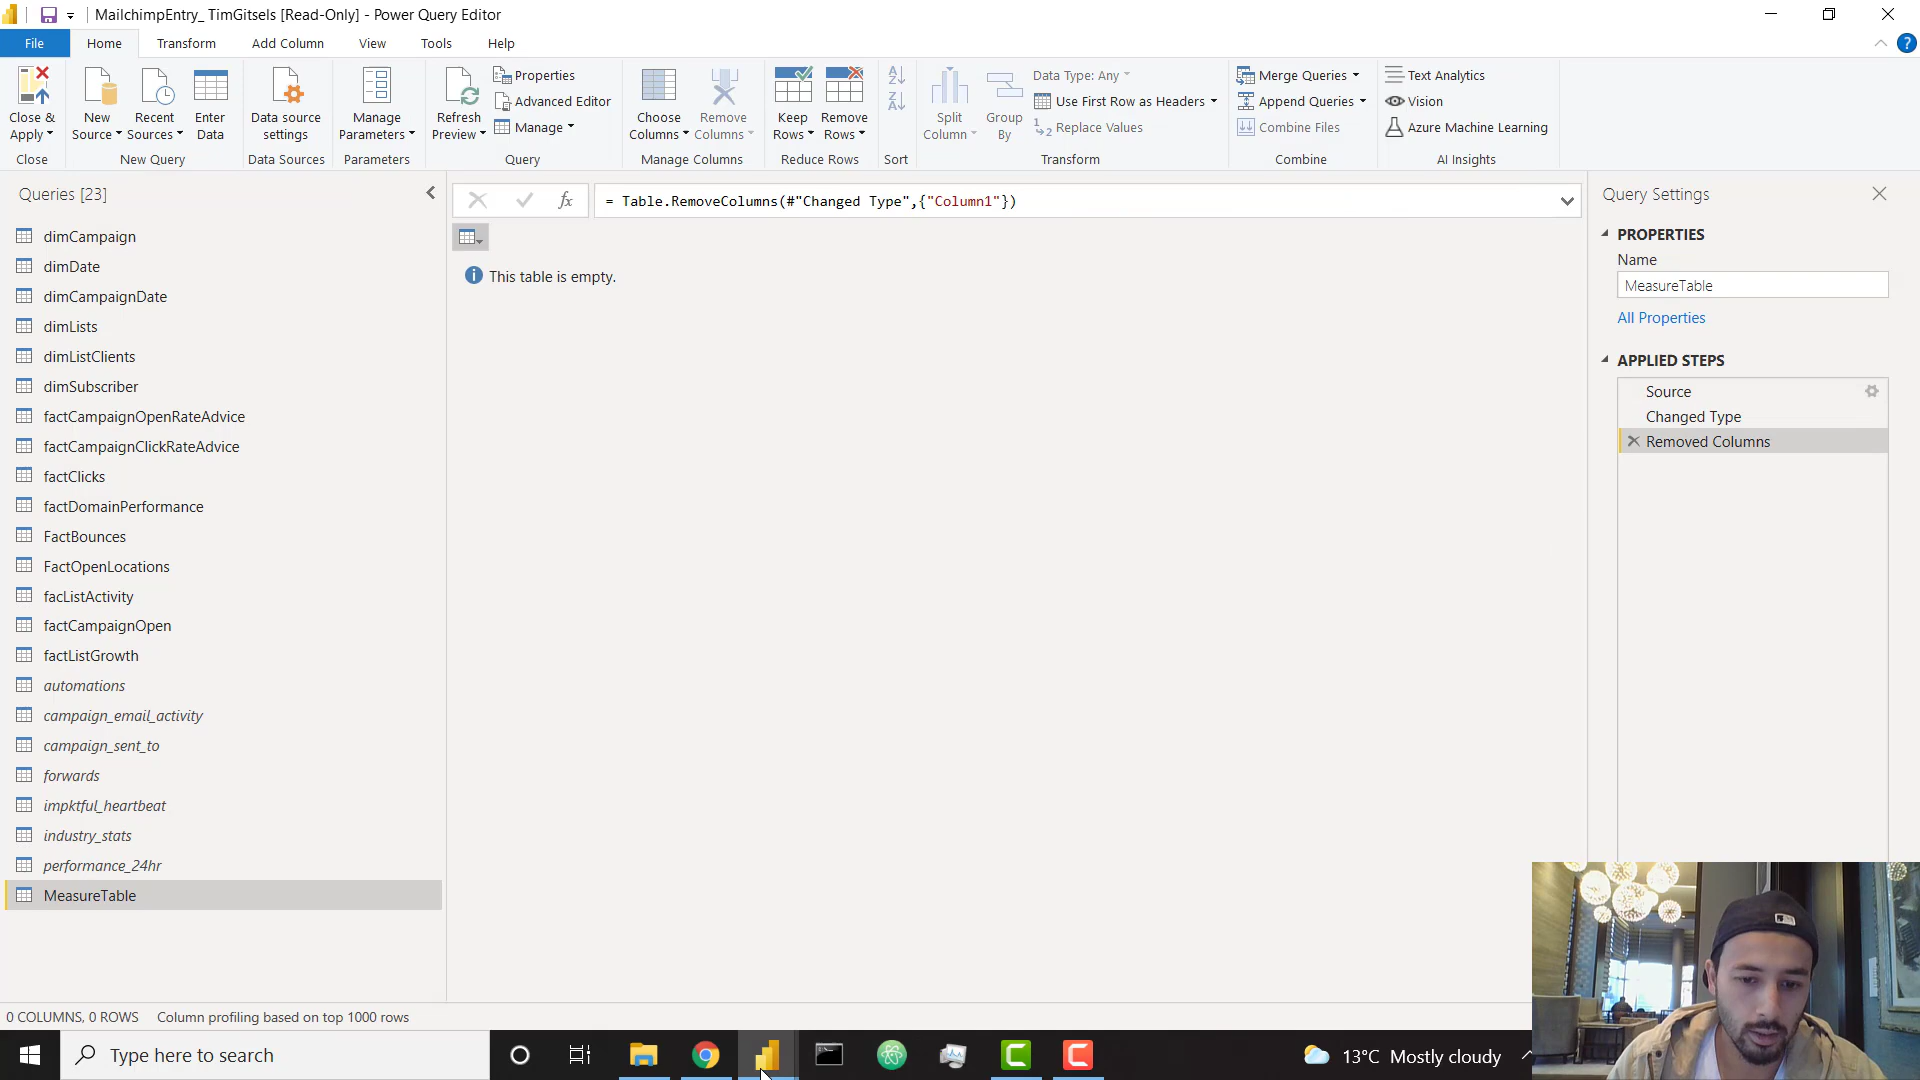 MailchimpEntry_ TimGitsels [Read-Only] - Power Query Editor
File Home Transform Add Column View Tools Help
Close & Apply
New Source
Recent Sources
Enter Data
Data source settings
Manage Parameters
Refresh Preview
Properties
Advanced Editor
Manage
Choose Columns
Remove Columns
Keep Rows
Remove Rows
A Z
Z A
Split Column
Group By
Data Type: Any
Use First Row as Headers
1 2 Replace Values
Merge Queries
Append Queries
Combine Files
Text Analytics
Vision
Azure Machine Learning
Close New Query Data Sources Parameters Query Manage Columns Reduce Rows Sort Transform Combine AI Insights
Queries [23]
dimCampaign
dimDate
dimCampaignDate
dimLists
dimListClients
dimSubscriber
factCampaignOpenRateAdvice
factCampaignClickRateAdvice
factClicks
factDomainPerformance
FactBounces
FactOpenLocations
facListActivity
factCampaignOpen
factListGrowth
automations
campaign_email_activity
campaign_sent_to
forwards
impktful_heartbeat
industry_stats
performance_24hr
MeasureTable
fx = Table.RemoveColumns(#"Changed Type",{"Column1"})
This table is empty.
Query Settings
PROPERTIES
Name
MeasureTable
All Properties
APPLIED STEPS
Source
Changed Type
Removed Columns
0 COLUMNS, 0 ROWS Column profiling based on top 1000 rows
Type here to search
13°C Mostly cloudy